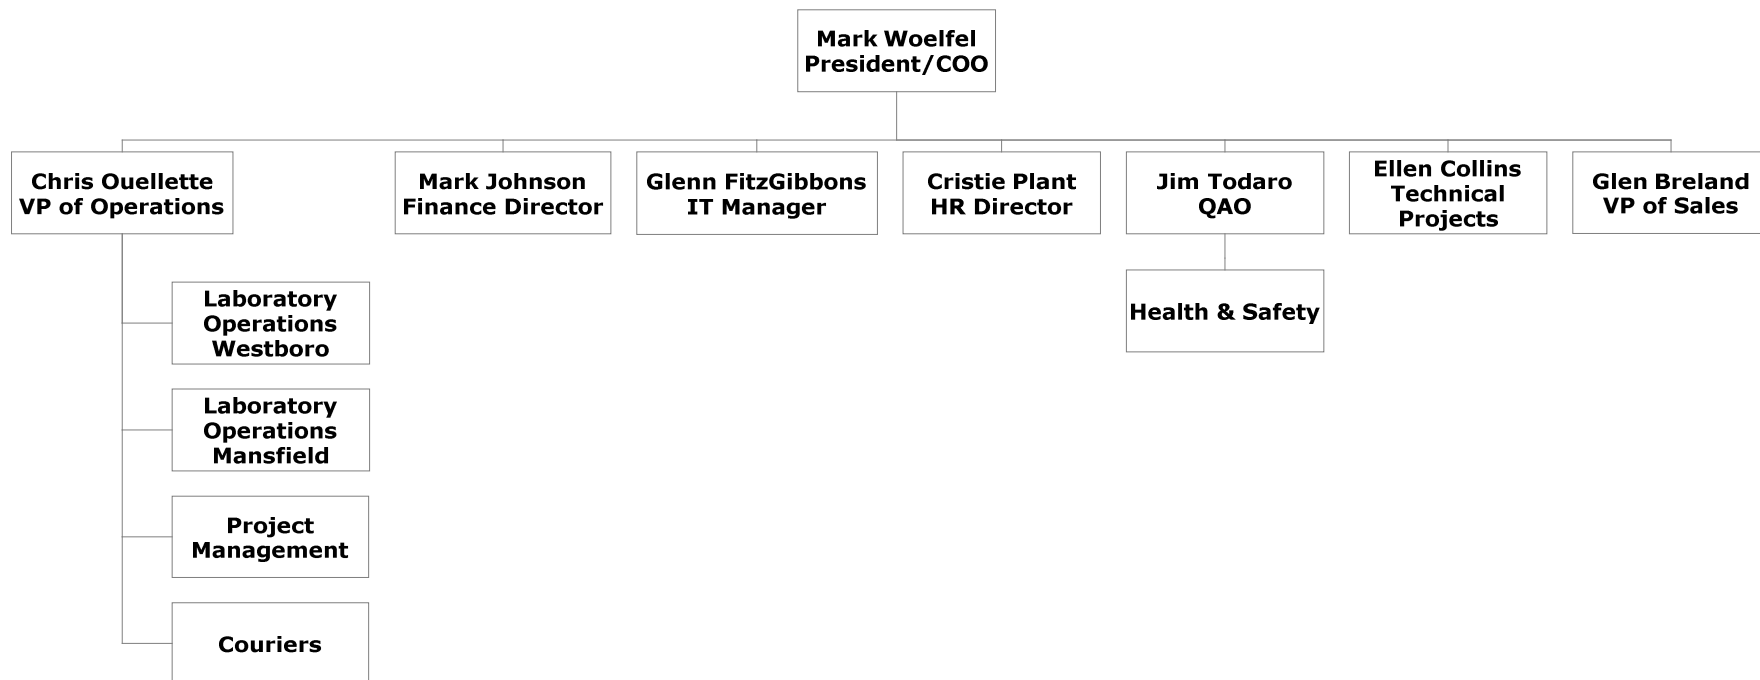 Mark Woelfel
President/COO
Chris Ouellette
VP of Operations
Mark Johnson
Finance Director
Glenn FitzGibbons
IT Manager
Cristie Plant
HR Director
Jim Todaro
QAO
Ellen Collins
Technical
Projects
Glen Breland
VP of Sales
Laboratory
Operations
Westboro
Health & Safety
Laboratory
Operations
Mansfield
Project
Management
Couriers